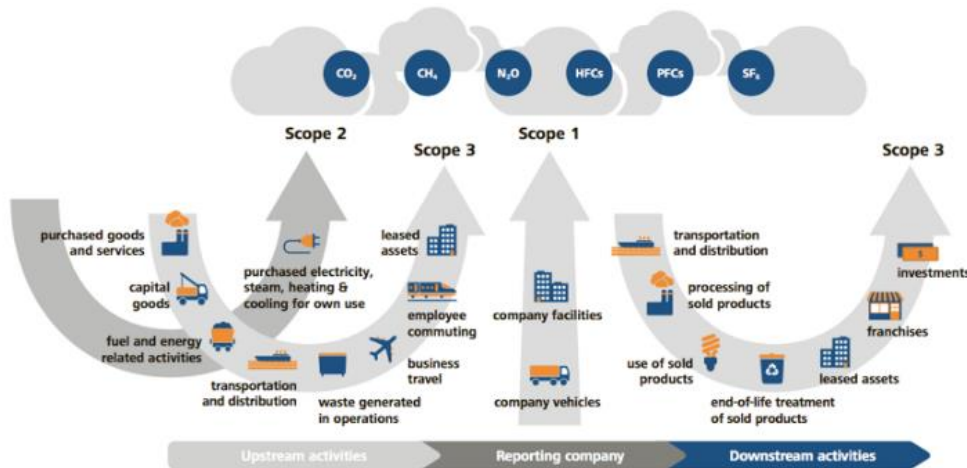 CO₂ CH₄ N₂O HFCs PFCs SF₆
Scope 2
Scope 3
Scope 1
Scope 3
purchased goods
and services
capital
goods
fuel and energy
related activities
transportation
and distribution
purchased electricity,
steam, heating &
cooling for own use
waste generated
in operations
business
travel
employee
commuting
leased
assets
company facilities
company vehicles
transportation
and distribution
processing of
sold products
use of sold
products
end-of-life treatment
of sold products
leased assets
franchises
$
investments
Upstream activities
Reporting company
Downstream activities